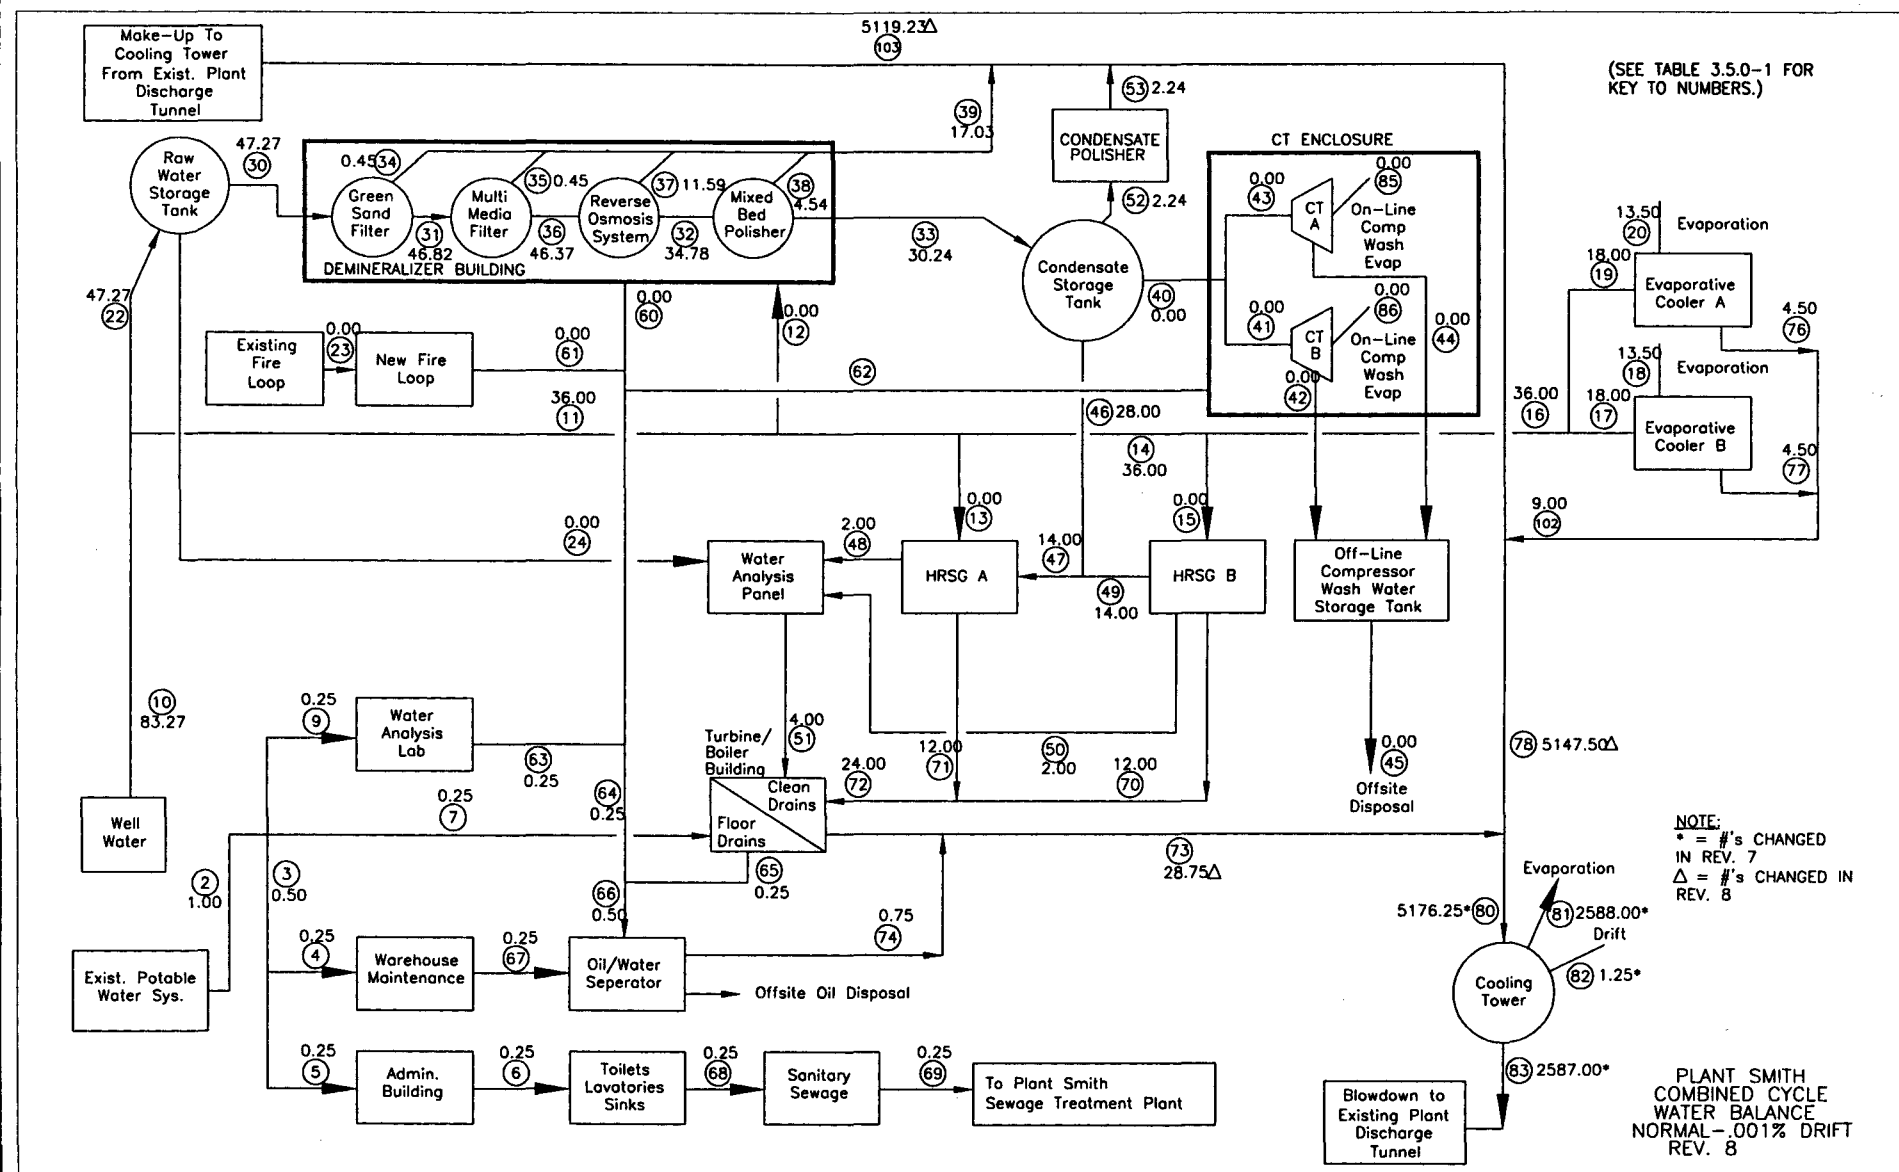 5119.23Δ
103
Make-Up To
Cooling Tower
From Exist. Plant
Discharge
Tunnel
(SEE TABLE 3.5.0-1 FOR
KEY TO NUMBERS.)
39
17.03
53 2.24
CONDENSATE
POLISHER
52 2.24
CT ENCLOSURE
Raw
Water
Storage
Tank
47.27
30
0.45 34
Green
Sand
Filter
31
46.82
Multi
Media
Filter
35 0.45
36
46.37
Reverse
Osmosis
System
37 11.59
32
34.78
Mixed
Bed
Polisher
38
4.54
DEMINERALIZER BUILDING
33
30.24
Condensate
Storage
Tank
40
0.00
0.00
43
CT
A
0.00
85
On-Line
Comp
Wash
Evap
0.00
41
CT
B
0.00
86
On-Line
Comp
Wash
Evap
0.00
42
0.00
44
13.50
20
Evaporation
18.00
19
Evaporative
Cooler A
4.50
76
13.50
18
Evaporation
36.00
16
18.00
17
Evaporative
Cooler B
4.50
77
9.00
102
47.27
22
Existing
Fire
Loop
0.00
23
New Fire
Loop
0.00
61
0.00
60
0.00
12
62
36.00
11
46 28.00
14
36.00
0.00
24
Water
Analysis
Panel
2.00
48
0.00
13
HRSG A
14.00
47
49
14.00
0.00
15
HRSG B
Off-Line
Compressor
Wash Water
Storage Tank
0.00
45
Offsite
Disposal
10
83.27
0.25
9
Water
Analysis
Lab
63
0.25
64
0.25
4.00
51
Turbine/
Boiler
Building
Clean
Drains
Floor
Drains
24.00
72
12.00
71
50
2.00
12.00
70
78 5147.50Δ
Well
Water
0.25
7
65
0.25
73
28.75Δ
NOTE:
* = #'s CHANGED
IN REV. 7
Δ = #'s CHANGED IN
REV. 8
2
1.00
3
0.50
66
0.50
0.75
74
5176.25* 80
Evaporation
81 2588.00*
Drift
82 1.25*
Exist. Potable
Water Sys.
0.25
4
Warehouse
Maintenance
0.25
67
Oil/Water
Seperator
Offsite Oil Disposal
Cooling
Tower
0.25
5
Admin.
Building
0.25
6
Toilets
Lavatories
Sinks
0.25
68
Sanitary
Sewage
0.25
69
To Plant Smith
Sewage Treatment Plant
83 2587.00*
Blowdown to
Existing Plant
Discharge
Tunnel
PLANT SMITH
COMBINED CYCLE
WATER BALANCE
NORMAL-.001% DRIFT
REV. 8